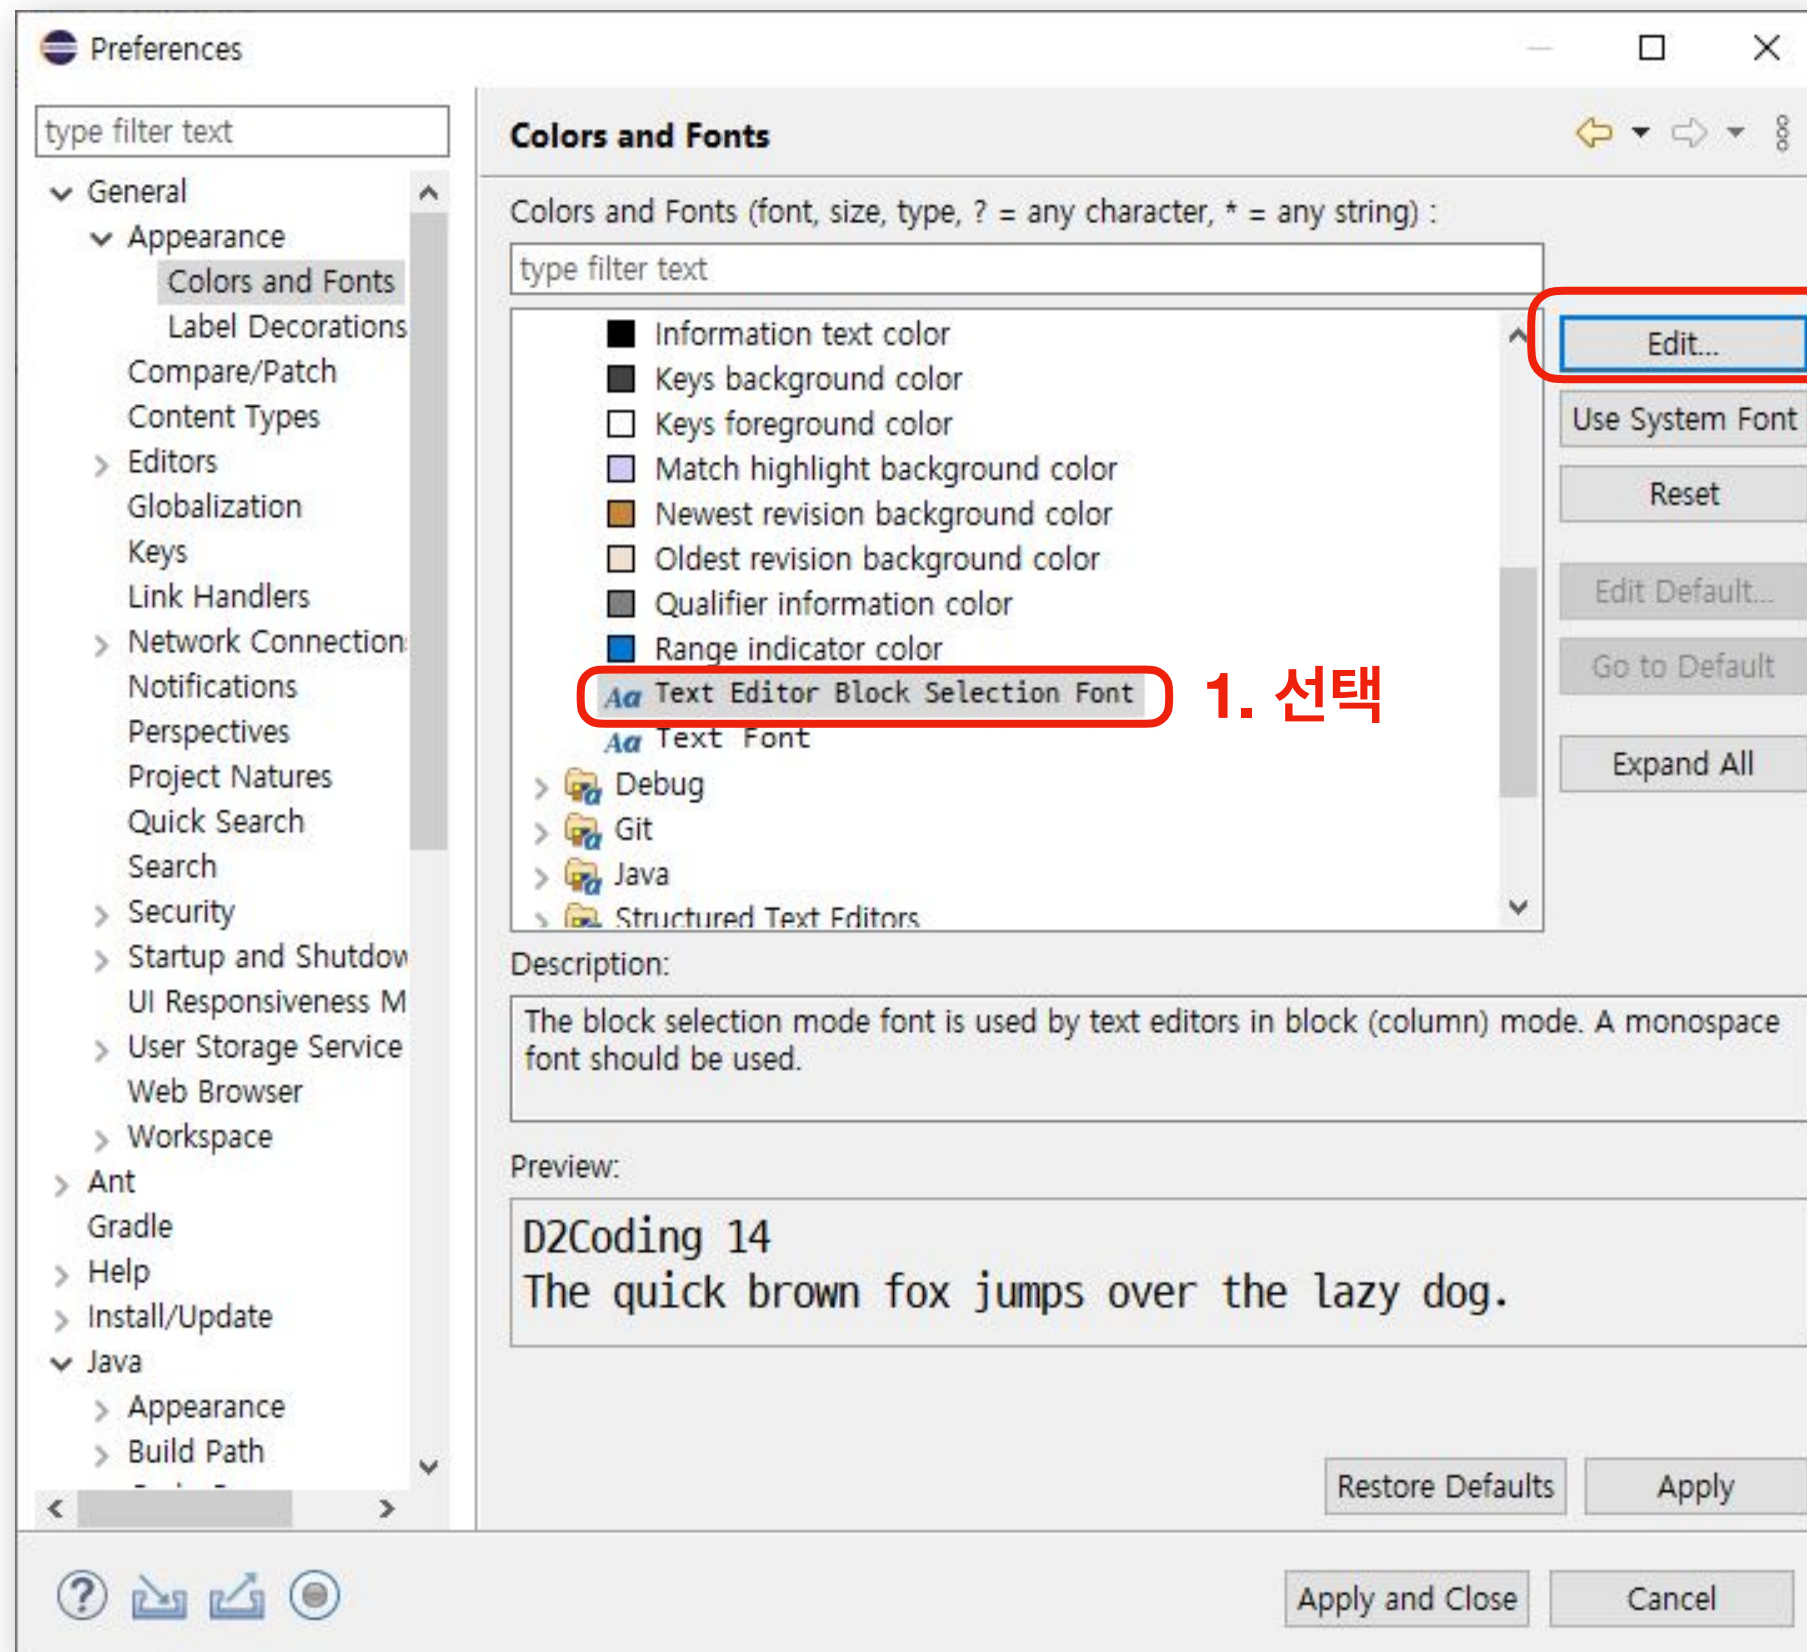 Preferences
type filter text
General
Appearance
Colors and Fonts
Label Decorations
Compare/Patch
Content Types
Editors
Globalization
Keys
Link Handlers
Network Connection
Notifications
Perspectives
Project Natures
Quick Search
Search
Security
Startup and Shutdow
UI Responsiveness M
User Storage Service
Web Browser
Workspace
Ant
Gradle
Help
Install/Update
Java
Appearance
Build Path
Colors and Fonts
Colors and Fonts (font, size, type, ? = any character, * = any string) :
type filter text
Information text color
Keys background color
Keys foreground color
Match highlight background color
Newest revision background color
Oldest revision background color
Qualifier information color
Range indicator color
Aa Text Editor Block Selection Font
1. 선택
Aa Text Font
Debug
Git
Java
Structured Text Editors
Edit...
Use System Font
Reset
Edit Default...
Go to Default
Expand All
Description:
The block selection mode font is used by text editors in block (column) mode. A monospace
font should be used.
Preview:
D2Coding 14
The quick brown fox jumps over the lazy dog.
Restore Defaults
Apply
Apply and Close
Cancel